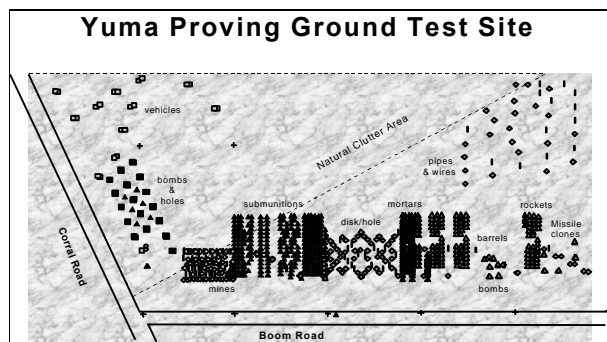 Yuma Proving Ground Test Site
vehicles
Natural Clutter Area
pipes
& wires
bombs
&
holes
submunitions
mortars
rockets
disk/hole
Missile
clones
barrels
Corral Road
mines
bombs
Boom Road